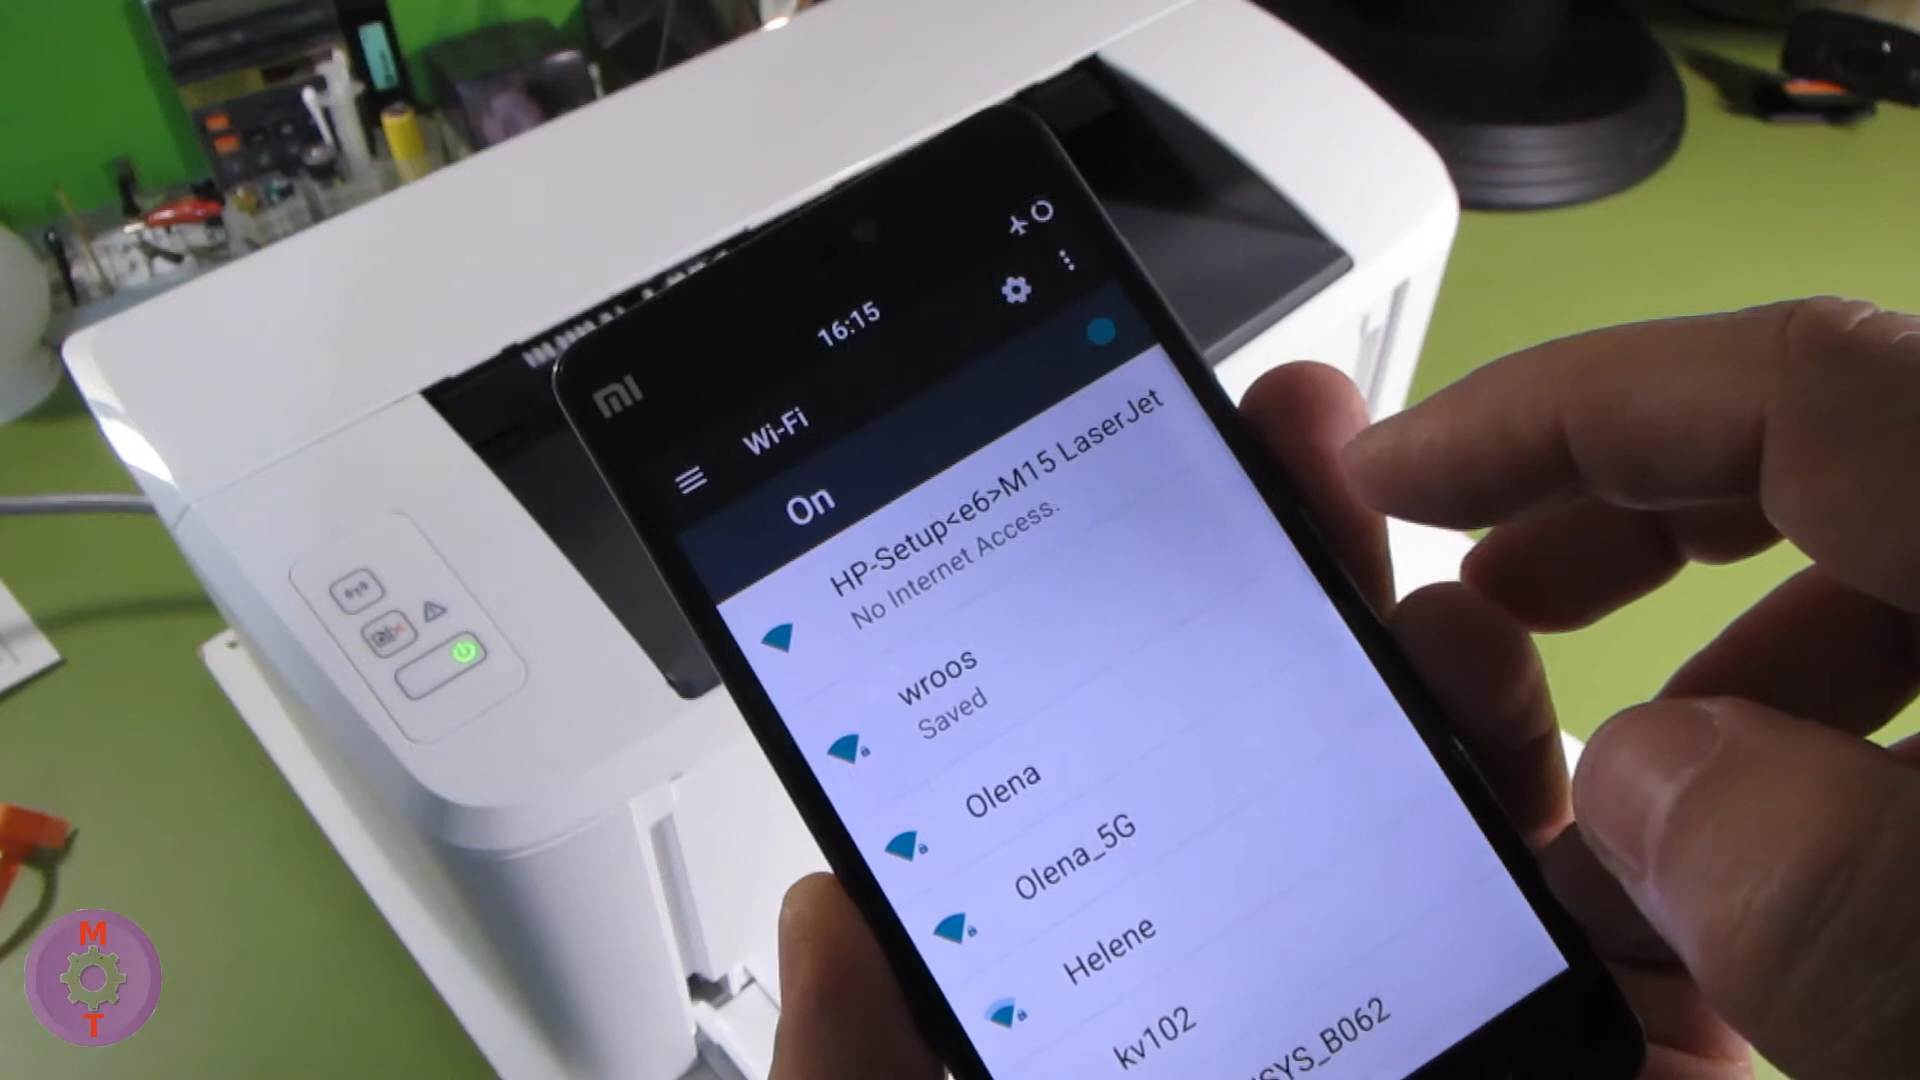 16:15
MI
Wi-Fi
On
HP-Setup<e6>M15 LaserJet
No Internet Access.
wroos
Saved
Olena
Olena_5G
Helene
kv102
SYS_B062
M
T